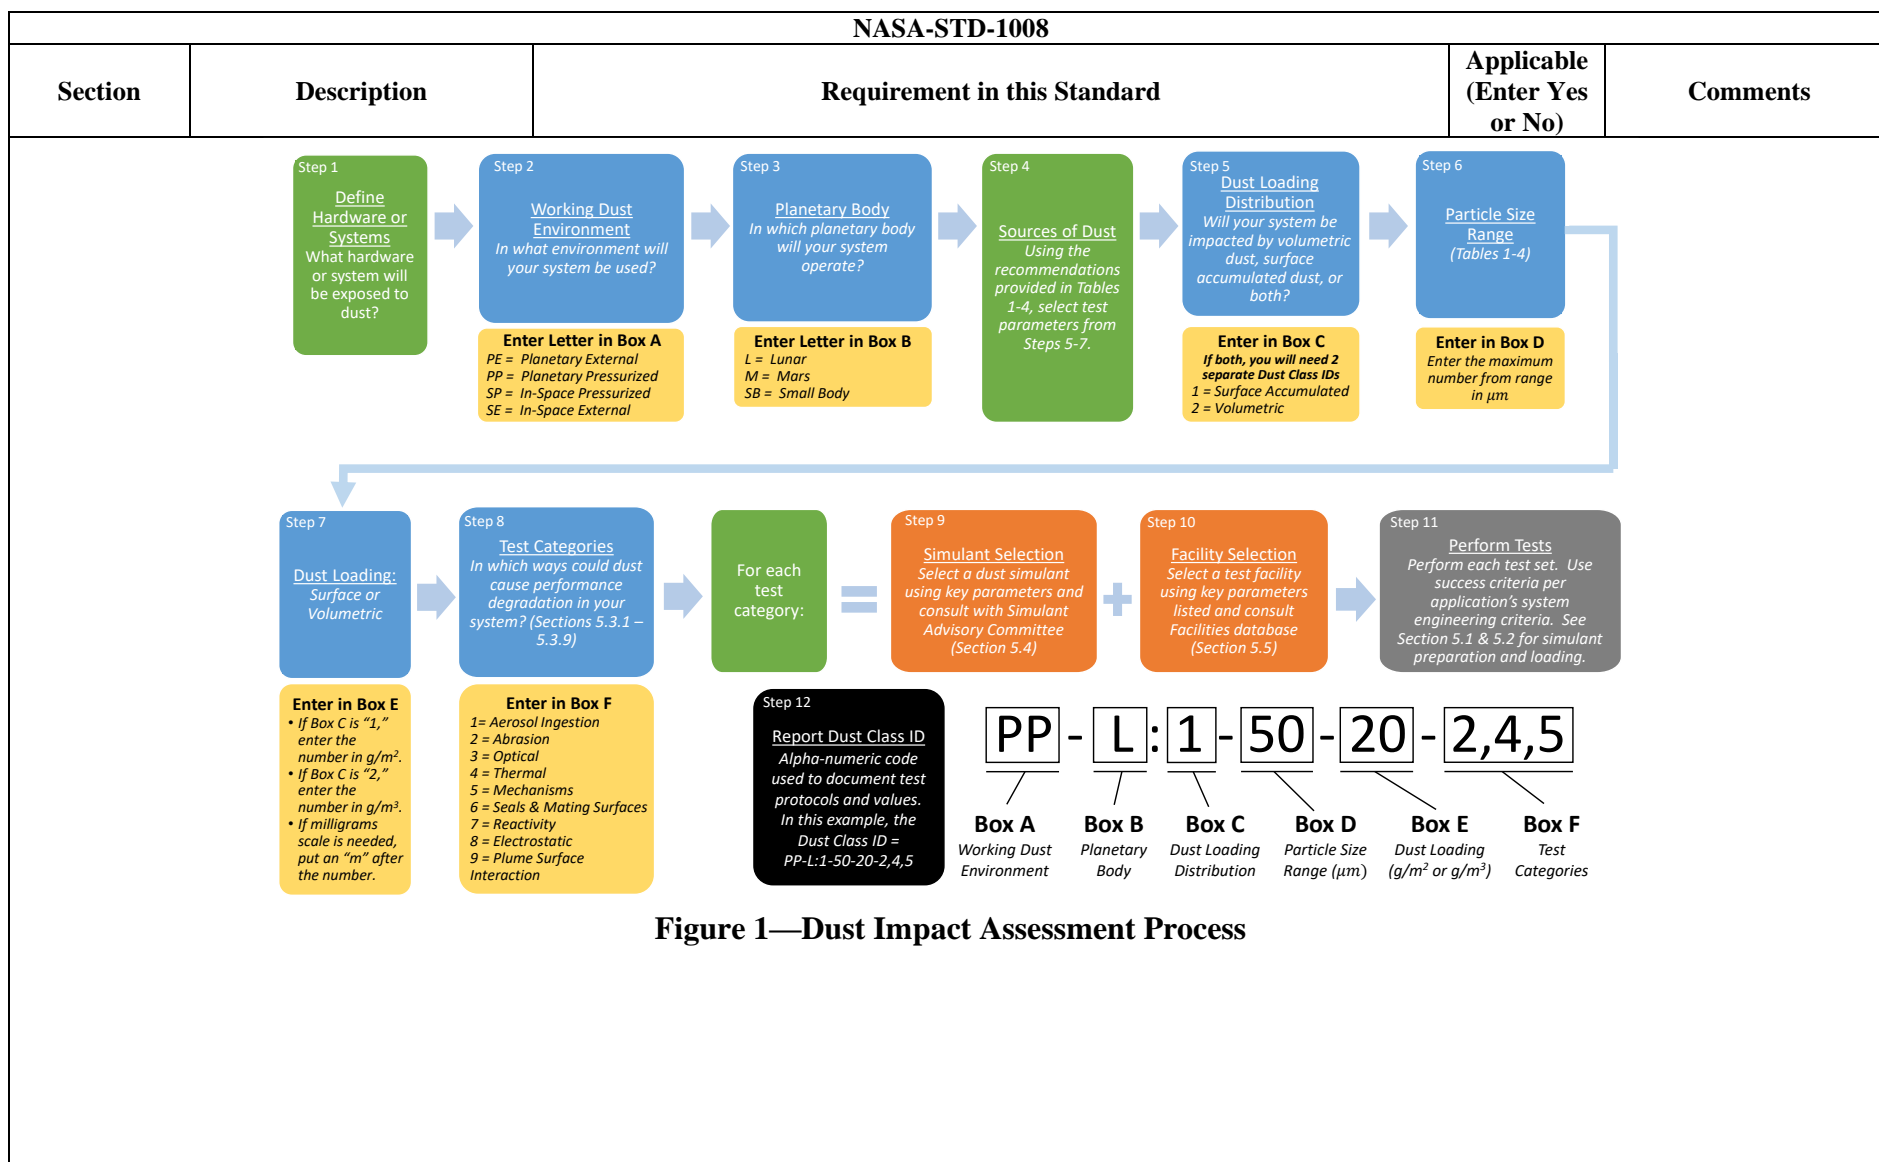 NASA-STD-1008
Section
Description
Requirement in this Standard
Applicable
(Enter Yes
or No)
Comments
Step 1
Define
Hardware or
Systems
What hardware
or system will
be exposed to
dust?
Step 2
Working Dust
Environment
In what environment will
your system be used?
Enter Letter in Box A
PE = Planetary External
PP = Planetary Pressurized
SP = In-Space Pressurized
SE = In-Space External
Step 3
Planetary Body
In which planetary body
will your system
operate?
Enter Letter in Box B
L = Lunar
M = Mars
SB = Small Body
Step 4
Sources of Dust
Using the
recommendations
provided in Tables
1-4, select test
parameters from
Steps 5-7.
Step 5
Dust Loading
Distribution
Will your system be
impacted by volumetric
dust, surface
accumulated dust, or
both?
Enter in Box C
If both, you will need 2
separate Dust Class IDs
1 = Surface Accumulated
2 = Volumetric
Step 6
Particle Size
Range
(Tables 1-4)
Enter in Box D
Enter the maximum
number from range
in μm
Step 7
Dust Loading:
Surface or
Volumetric
Enter in Box E
• If Box C is “1,”
enter the
number in g/m².
• If Box C is “2,”
enter the
number in g/m³.
• If milligrams
scale is needed,
put an “m” after
the number.
Step 8
Test Categories
In which ways could dust
cause performance
degradation in your
system? (Sections 5.3.1 –
5.3.9)
Enter in Box F
1= Aerosol Ingestion
2 = Abrasion
3 = Optical
4 = Thermal
5 = Mechanisms
6 = Seals & Mating Surfaces
7 = Reactivity
8 = Electrostatic
9 = Plume Surface
Interaction
For each
test
category:
Step 9
Simulant Selection
Select a dust simulant
using key parameters and
consult with Simulant
Advisory Committee
(Section 5.4)
Step 10
Facility Selection
Select a test facility
using key parameters
listed and consult
Facilities database
(Section 5.5)
Step 11
Perform Tests
Perform each test set. Use
success criteria per
application’s system
engineering criteria. See
Section 5.1 & 5.2 for simulant
preparation and loading.
Step 12
Report Dust Class ID
Alpha-numeric code
used to document test
protocols and values.
In this example, the
Dust Class ID =
PP-L:1-50-20-2,4,5
PP - L : 1 - 50 - 20 - 2,4,5
Box A
Working Dust
Environment
Box B
Planetary
Body
Box C
Dust Loading
Distribution
Box D
Particle Size
Range (μm)
Box E
Dust Loading
(g/m² or g/m³)
Box F
Test
Categories
Figure 1—Dust Impact Assessment Process